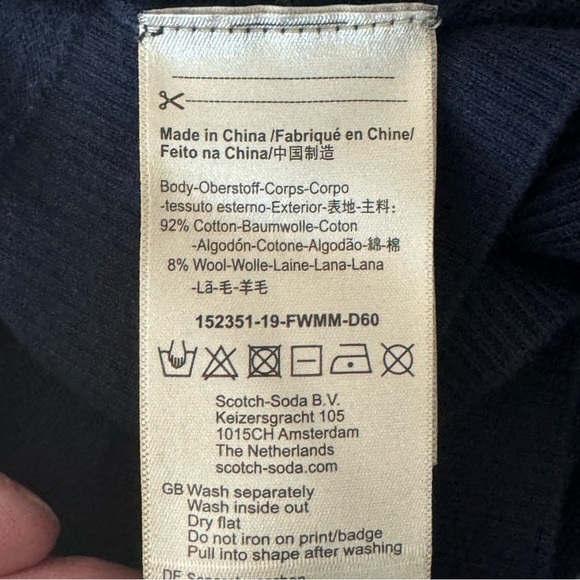 Made in China /Fabriqué en Chine/
Feito na China/中国制造
Body-Oberstoff-Corps-Corpo
-tessuto esterno-Exterior-表地-主料:
92% Cotton-Baumwolle-Coton
-Algodón-Cotone-Algodão-綿-棉
8% Wool-Wolle-Laine-Lana-Lana
-Lã-毛-羊毛
152351-19-FWMM-D60
Scotch-Soda B.V.
Keizersgracht 105
1015CH Amsterdam
The Netherlands
scotch-soda.com
GB Wash separately
Wash inside out
Dry flat
Do not iron on print/badge
Pull into shape after washing
DE